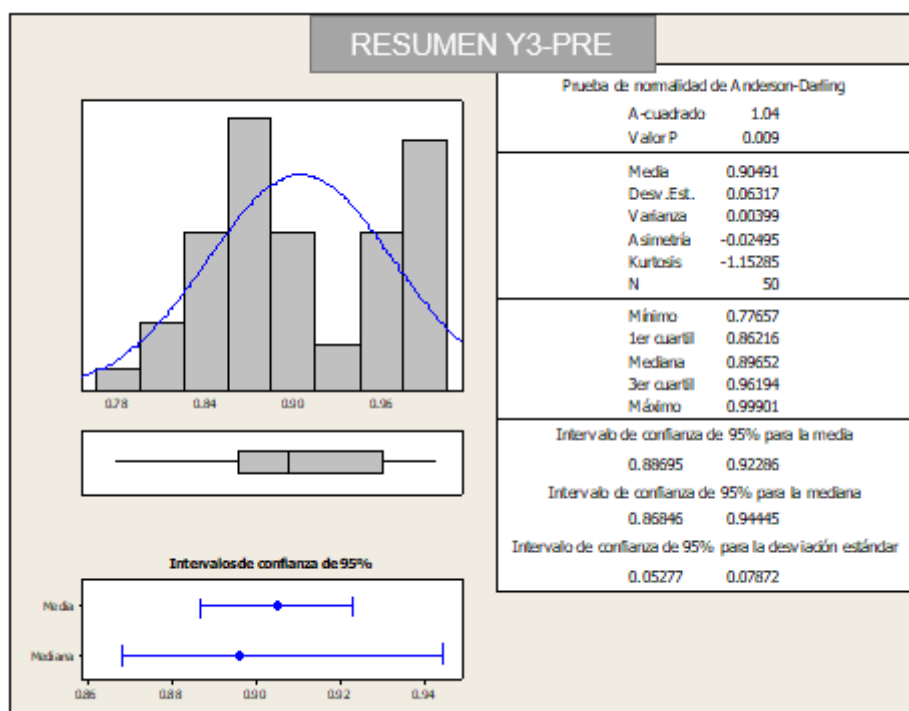 RESUMEN Y3-PRE
0.78 0.84 0.90 0.96
Intervalos de confianza de 95%
Media
Mediana
0.86 0.88 0.90 0.92 0.94
Prueba de normalidad de Anderson-Darling
A-cuadrado 1.04
Valor P 0.009
Media 0.90491
Desv.Est. 0.06317
Varianza 0.00399
Asimetría -0.02495
Kurtosis -1.15285
N 50
Mínimo 0.77657
1er cuartil 0.86216
Mediana 0.89652
3er cuartil 0.96194
Máximo 0.99901
Intervalo de confianza de 95% para la media
0.88695 0.92286
Intervalo de confianza de 95% para la mediana
0.86846 0.94445
Intervalo de confianza de 95% para la desviación estándar
0.05277 0.07872